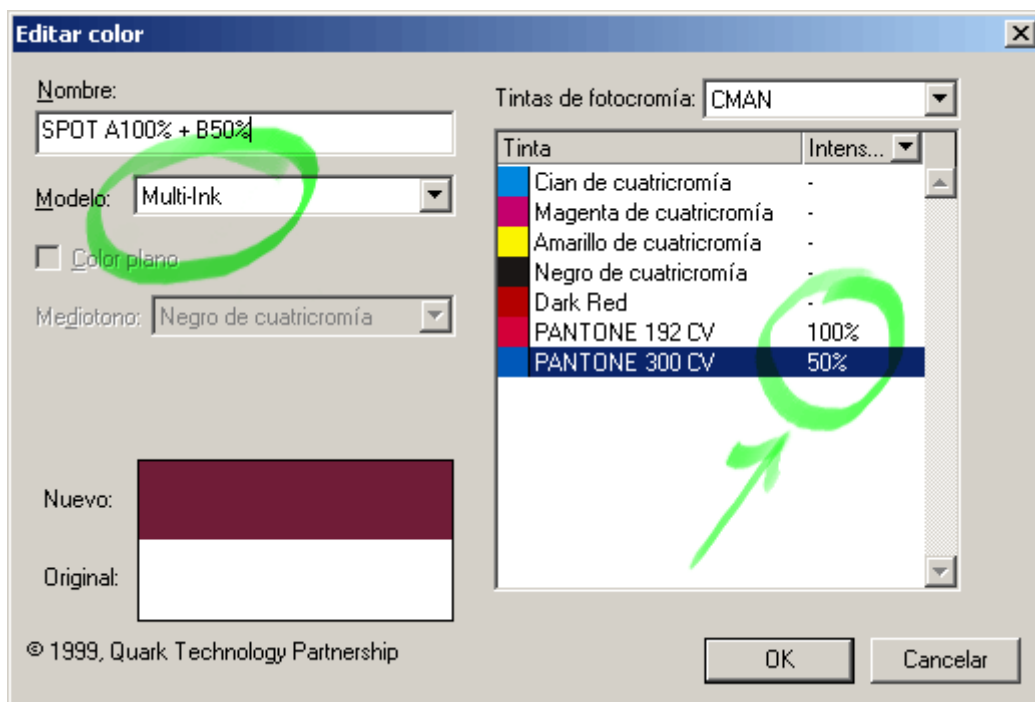 Editar color
Nombre:
SPOT A100% + B50%
Modelo: Multi-Ink
Color plano
Mediotono: Negro de cuatricromía
Nuevo:
Original:
© 1999, Quark Technology Partnership
Tintas de fotocromía: CMAN
Tinta Intens...
Cian de cuatricromía -
Magenta de cuatricromía -
Amarillo de cuatricromía -
Negro de cuatricromía -
Dark Red -
PANTONE 192 CV 100%
PANTONE 300 CV 50%
OK Cancelar